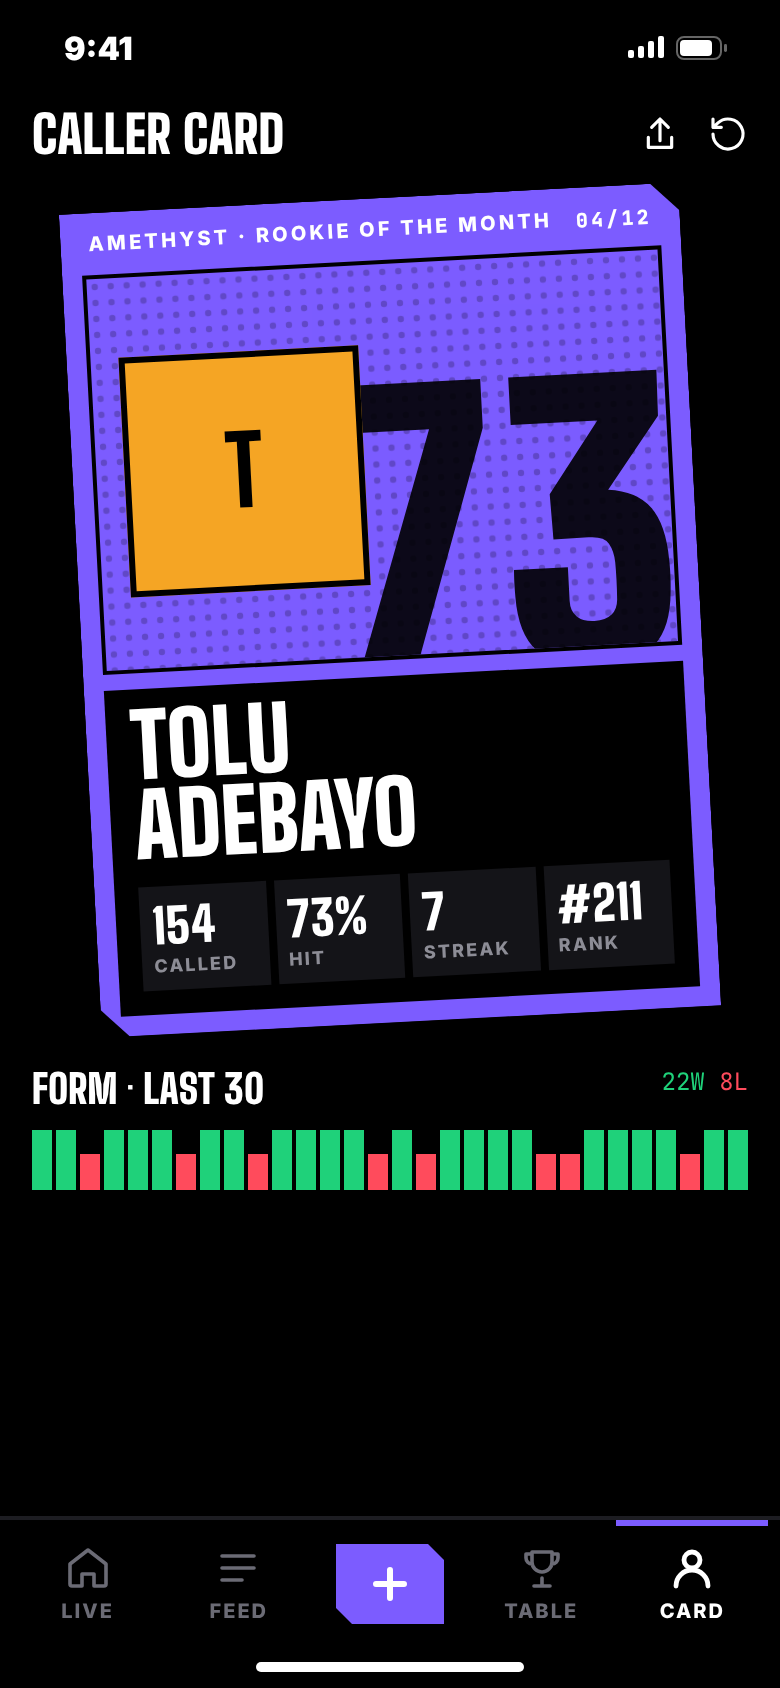 9:41
CALLER CARD
AMETHYST · ROOKIE OF THE MONTH 04/12
T
73
TOLU
ADEBAYO
154 73% 7 #211
CALLED HIT STREAK RANK
FORM · LAST 30 22W 8L
LIVE FEED TABLE CARD